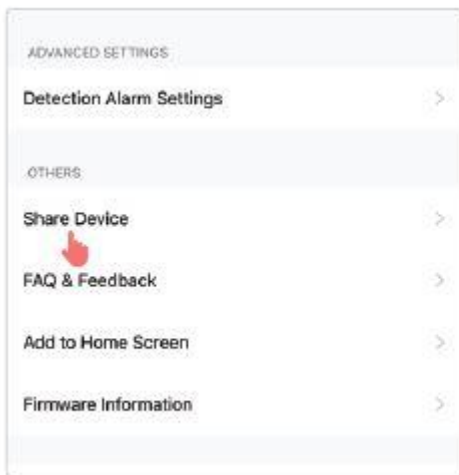 ADVANCED SETTINGS
Detection Alarm Settings
OTHERS
Share Device
FAQ & Feedback
Add to Home Screen
Firmware Information